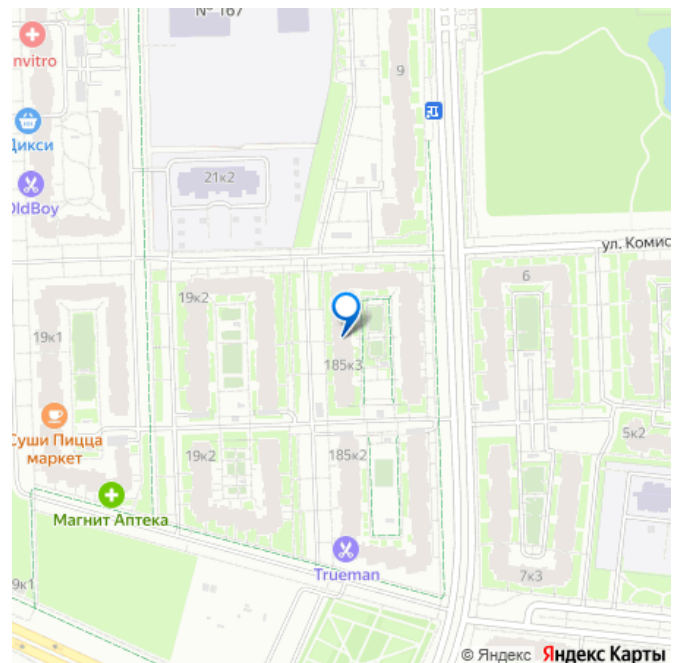 № 167
nvitro
9
Дикси
21к2
OldBoy
ул. Комис
19к2
6
19к1
185к3
Суши Пицца
маркет
19к2
185к2
5к2
Магнит Аптека
Trueman
7к3
9к1
© Яндекс Яндекс Карты